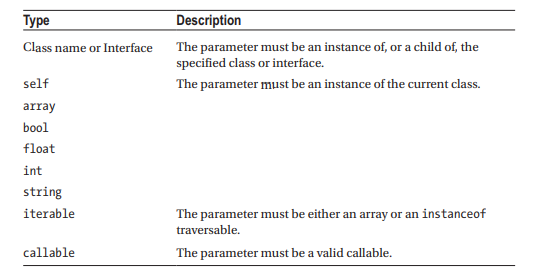 Type Description
Class name or Interface The parameter must be an instance of, or a child of, the
specified class or interface.
self The parameter must be an instance of the current class.
array
bool
float
int
string
iterable The parameter must be either an array or an instanceof
traversable.
callable The parameter must be a valid callable.